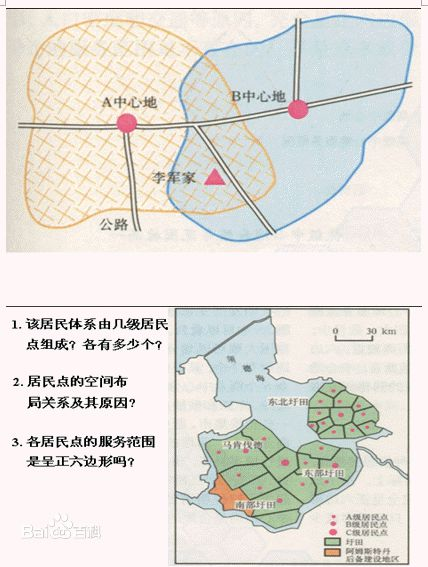 A中心地
B中心地
李军家
公路
1. 该居民体系由几级居民
点组成？各有多少个？
2. 居民点的空间布
局关系及其原因？
3. 各居民点的服务范围
是呈正六边形吗？
0 30 km
须德海
东北圩田
马肯伐德
东部圩田
南部圩田
A级居民点
B级居民点
C级居民点
圩田
阿姆斯特丹
后备建设地区
Baidu百科